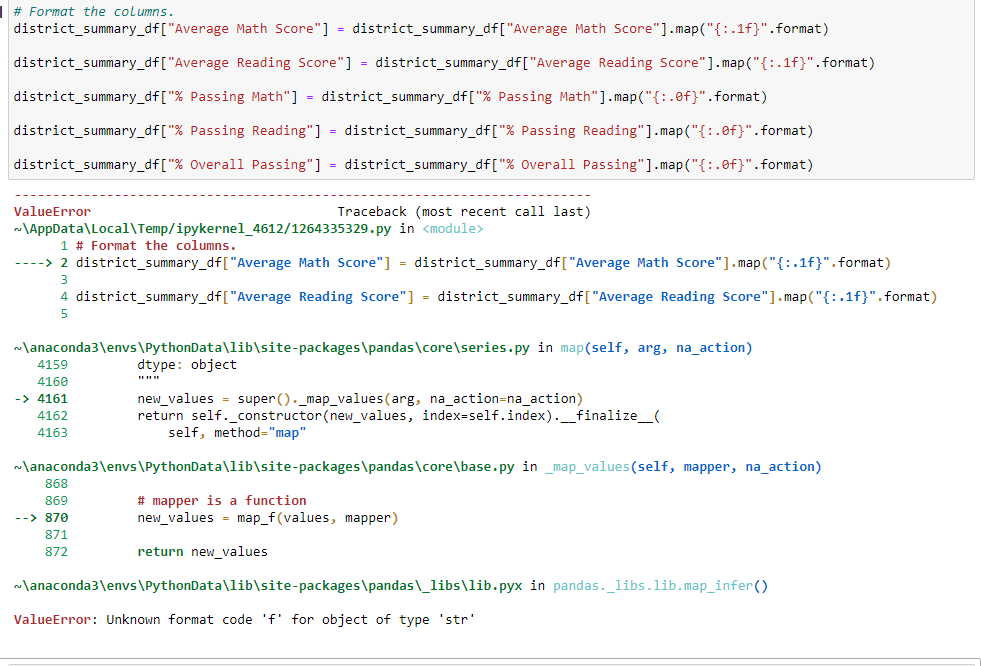 # Format the columns.
district_summary_df["Average Math Score"] = district_summary_df["Average Math Score"].map("{:.1f}".format)
district_summary_df["Average Reading Score"] = district_summary_df["Average Reading Score"].map("{:.1f}".format)
district_summary_df["% Passing Math"] = district_summary_df["% Passing Math"].map("{:.0f}".format)
district_summary_df["% Passing Reading"] = district_summary_df["% Passing Reading"].map("{:.0f}".format)
district_summary_df["% Overall Passing"] = district_summary_df["% Overall Passing"].map("{:.0f}".format)
---------------------------------------------------------------------------
ValueError                                Traceback (most recent call last)
~\AppData\Local\Temp/ipykernel_4612/1264335329.py in <module>
      1 # Format the columns.
----> 2 district_summary_df["Average Math Score"] = district_summary_df["Average Math Score"].map("{:.1f}".format)
      3
      4 district_summary_df["Average Reading Score"] = district_summary_df["Average Reading Score"].map("{:.1f}".format)
      5
~\anaconda3\envs\PythonData\lib\site-packages\pandas\core\series.py in map(self, arg, na_action)
   4159         dtype: object
   4160         """
-> 4161         new_values = super()._map_values(arg, na_action=na_action)
   4162         return self._constructor(new_values, index=self.index).__finalize__(
   4163             self, method="map"
~\anaconda3\envs\PythonData\lib\site-packages\pandas\core\base.py in _map_values(self, mapper, na_action)
    868
    869         # mapper is a function
--> 870         new_values = map_f(values, mapper)
    871
    872         return new_values
~\anaconda3\envs\PythonData\lib\site-packages\pandas\_libs\lib.pyx in pandas._libs.lib.map_infer()
ValueError: Unknown format code 'f' for object of type 'str'